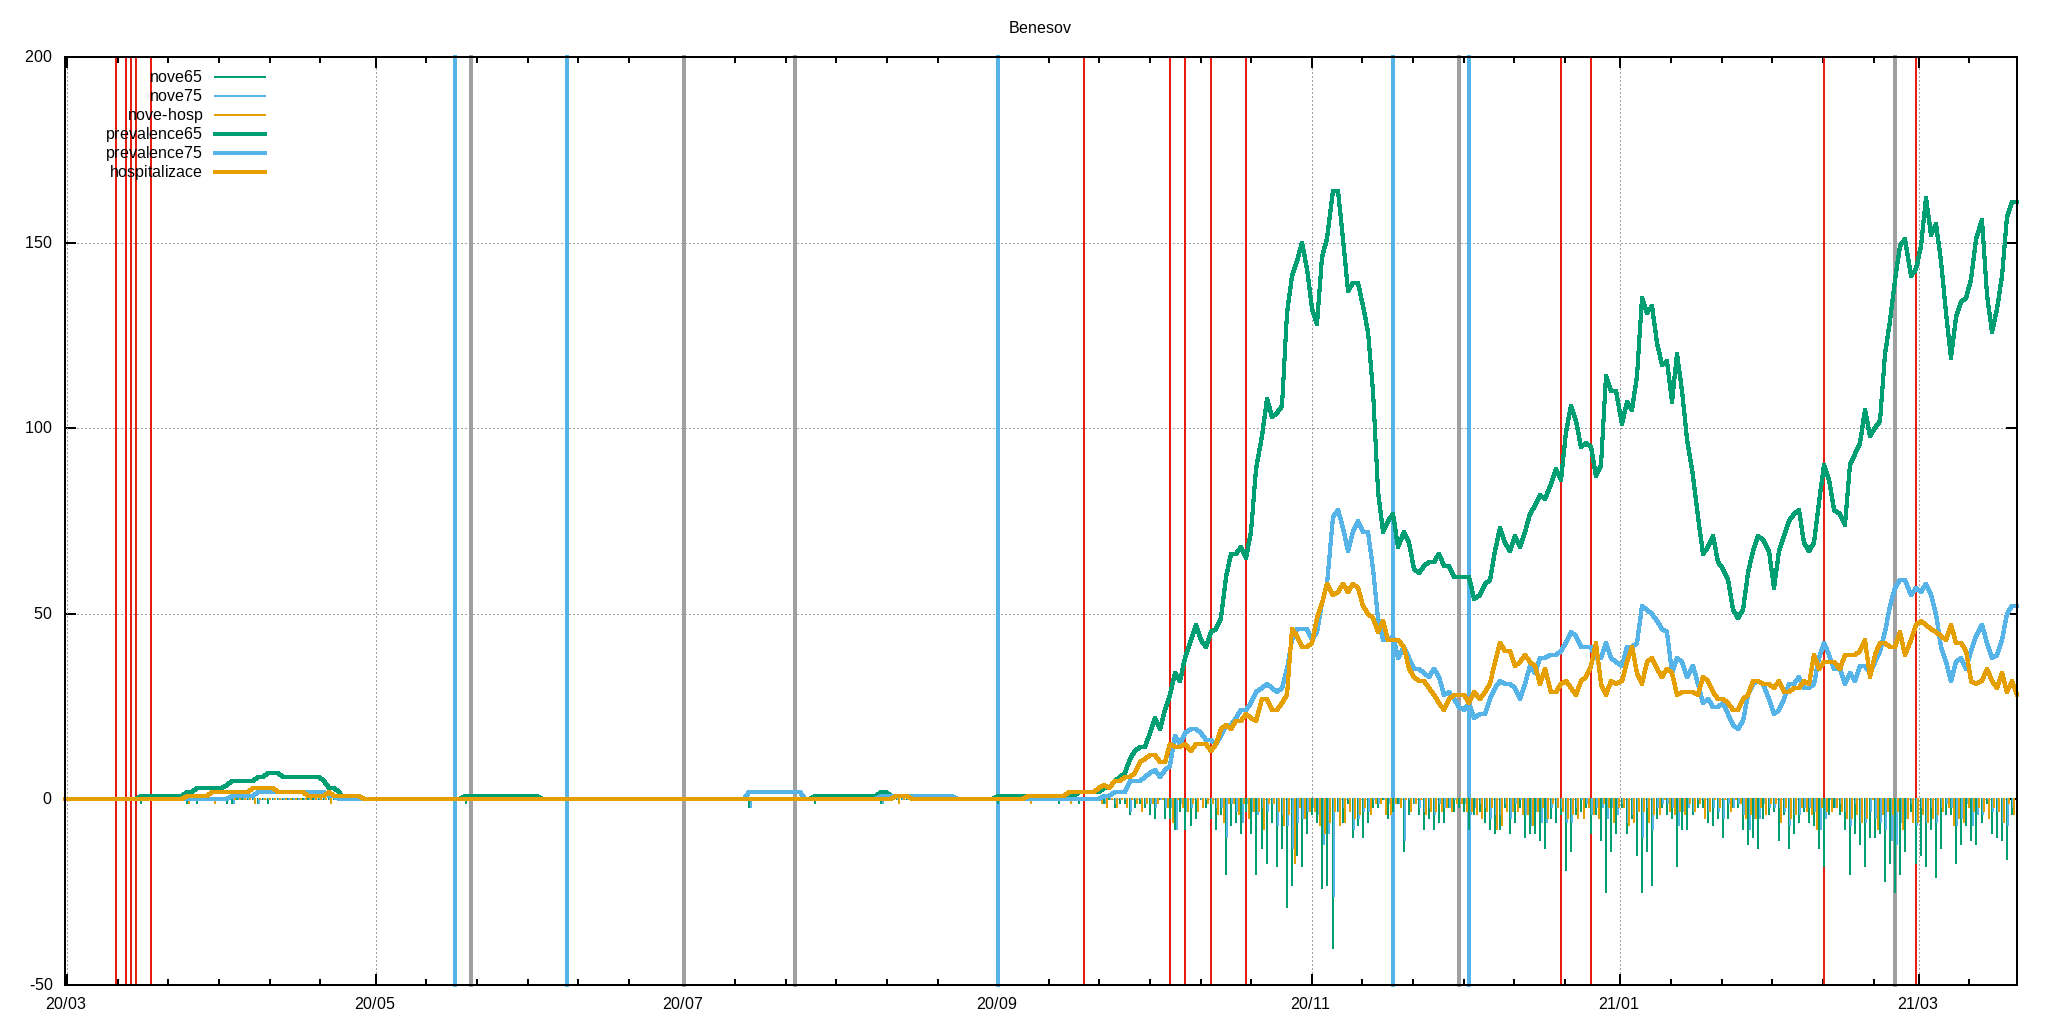 Benesov
200
nove65
nove75
nove-hosp
prevalence65
prevalence75
hospitalizace
150
100
50
0
-50
20/03 20/05 20/07 20/09 20/11 21/01 21/03